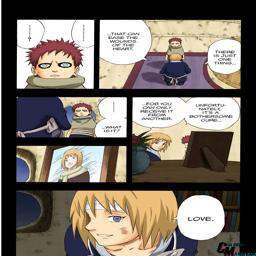 ...THAT CAN
EASE THE
WOUNDS
OF THE
HEART.
THERE IS
JUST ONE
THING...
...WHAT
IS IT?
...FOR YOU
CAN ONLY
RECEIVE IT
FROM
ANOTHER.
UNFORTU-
NATELY,
IT'S A
BOTHERSOME
CURE...
LOVE.